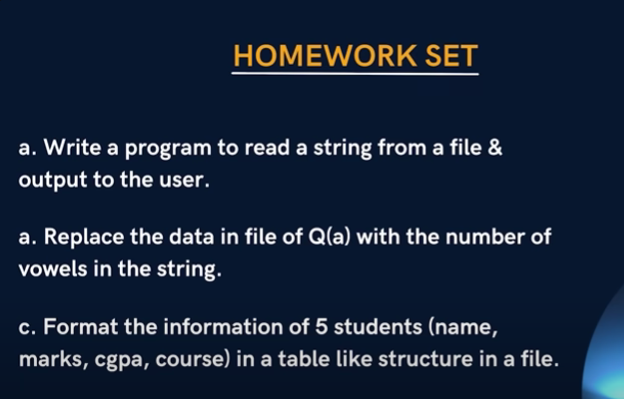 HOMEWORK SET
a. Write a program to read a string from a file &
output to the user.
a. Replace the data in file of Q(a) with the number of
vowels in the string.
c. Format the information of 5 students (name,
marks, cgpa, course) in a table like structure in a file.